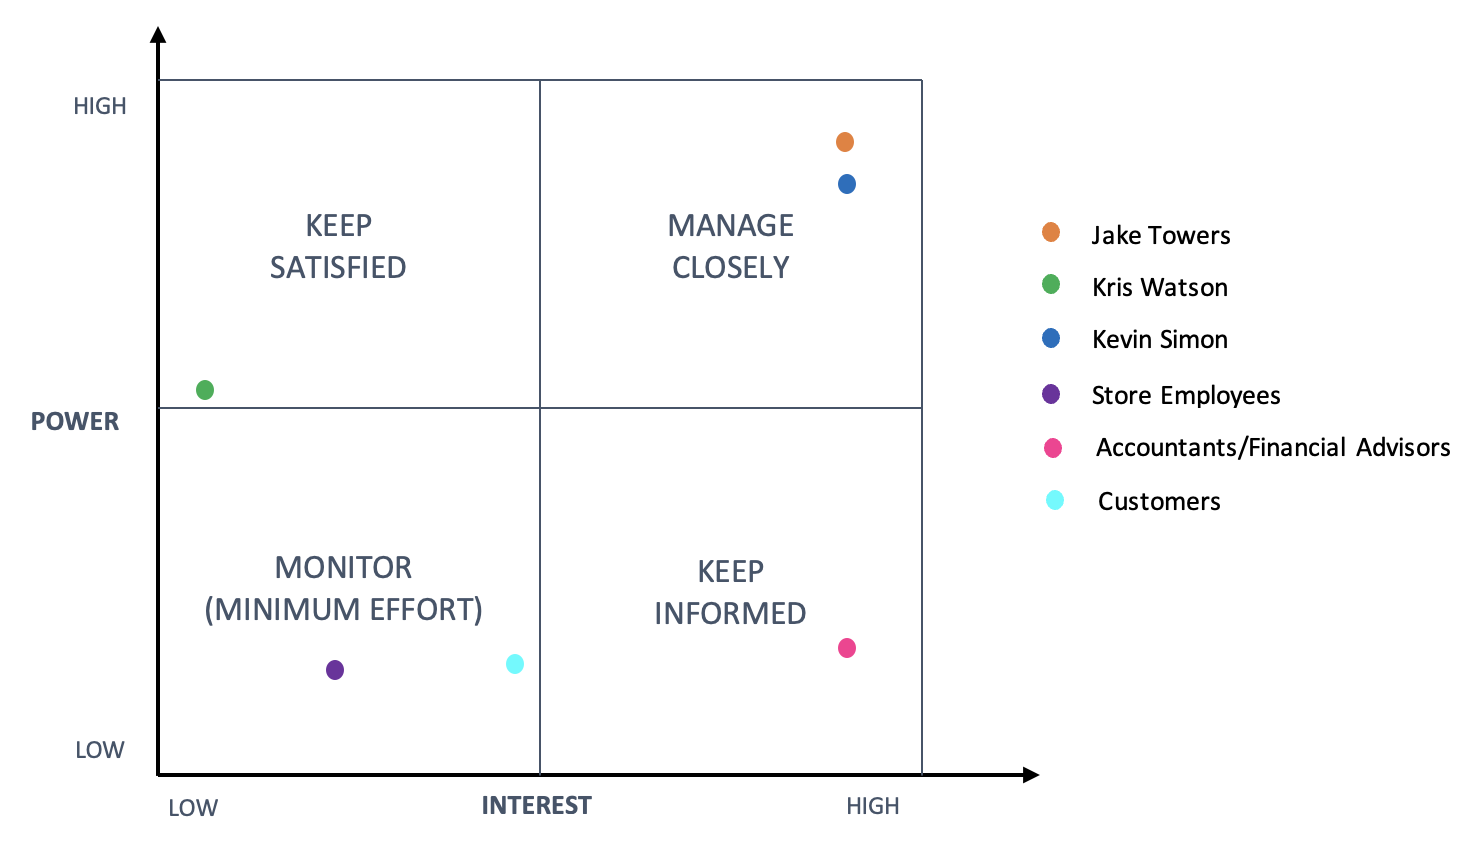 HIGH
KEEP
SATISFIED
MANAGE
CLOSELY
POWER
MONITOR
(MINIMUM EFFORT)
KEEP
INFORMED
LOW
LOW
INTEREST
HIGH
Jake Towers
Kris Watson
Kevin Simon
Store Employees
Accountants/Financial Advisors
Customers